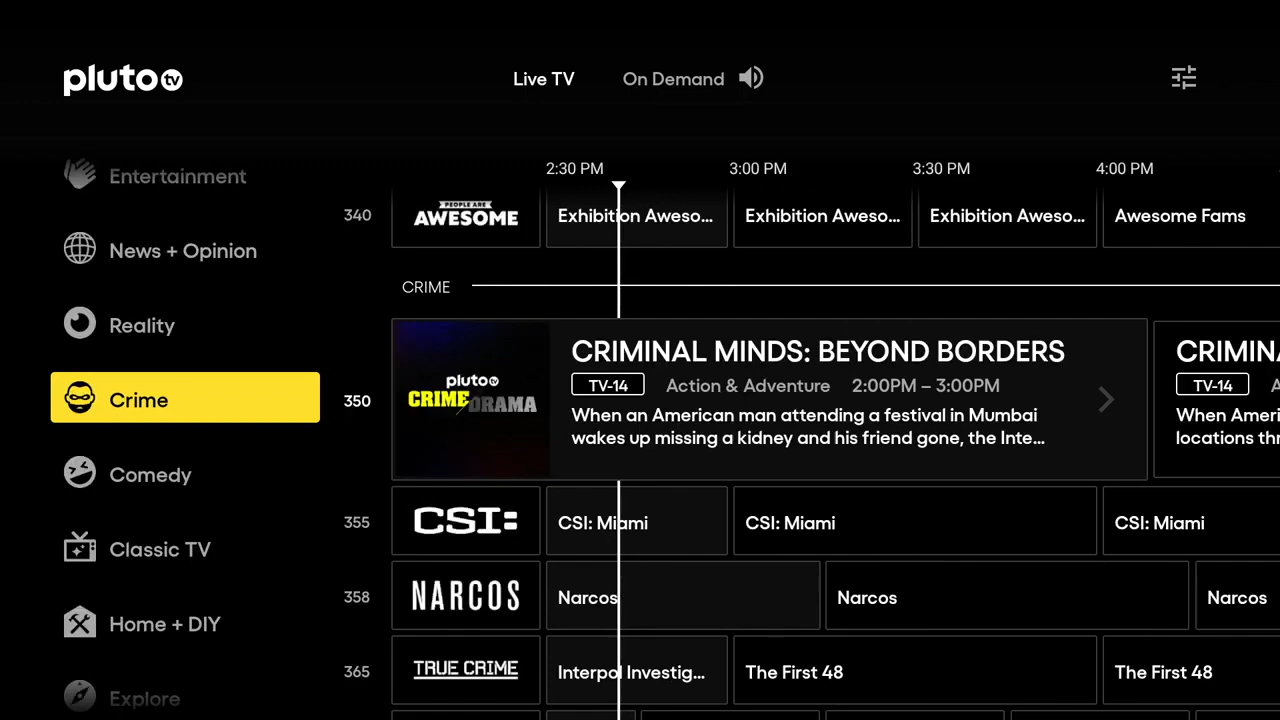 pluto tv
Live TV
On Demand
2:30 PM
3:00 PM
3:30 PM
4:00 PM
Entertainment
News + Opinion
Reality
Crime
Comedy
Classic TV
Home + DIY
Explore
340
PEOPLE ARE
AWESOME
Exhibition Aweso...
Exhibition Aweso...
Exhibition Aweso...
Awesome Fams
CRIME
350
pluto tv
CRIME DRAMA
CRIMINAL MINDS: BEYOND BORDERS
TV-14 Action & Adventure 2:00PM – 3:00PM
When an American man attending a festival in Mumbai
wakes up missing a kidney and his friend gone, the Inte...
CRIMINA
TV-14 A
When Ameri
locations thr
355
CSI:
CSI: Miami
CSI: Miami
CSI: Miami
358
NARCOS
Narcos
Narcos
Narcos
365
TRUE CRIME
Interpol Investig...
The First 48
The First 48